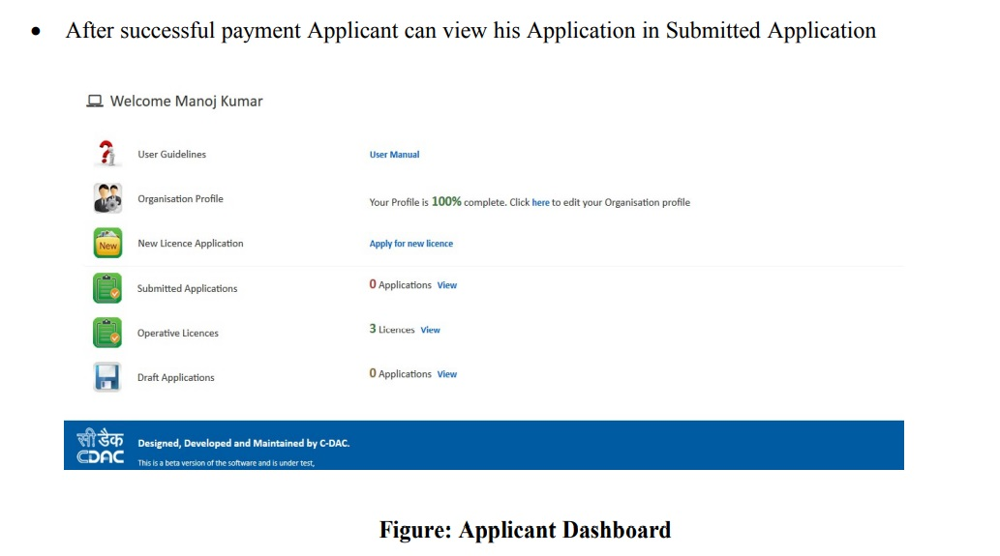 • After successful payment Applicant can view his Application in Submitted Application
Welcome Manoj Kumar
User Guidelines User Manual
Organisation Profile Your Profile is 100% complete. Click here to edit your Organisation profile
New
New Licence Application Apply for new licence
Submitted Applications 0 Applications View
Operative Licences 3 Licences View
Draft Applications 0 Applications View
सी डैक
CDAC
Designed, Developed and Maintained by C-DAC.
This is a beta version of the software and is under test,
Figure: Applicant Dashboard